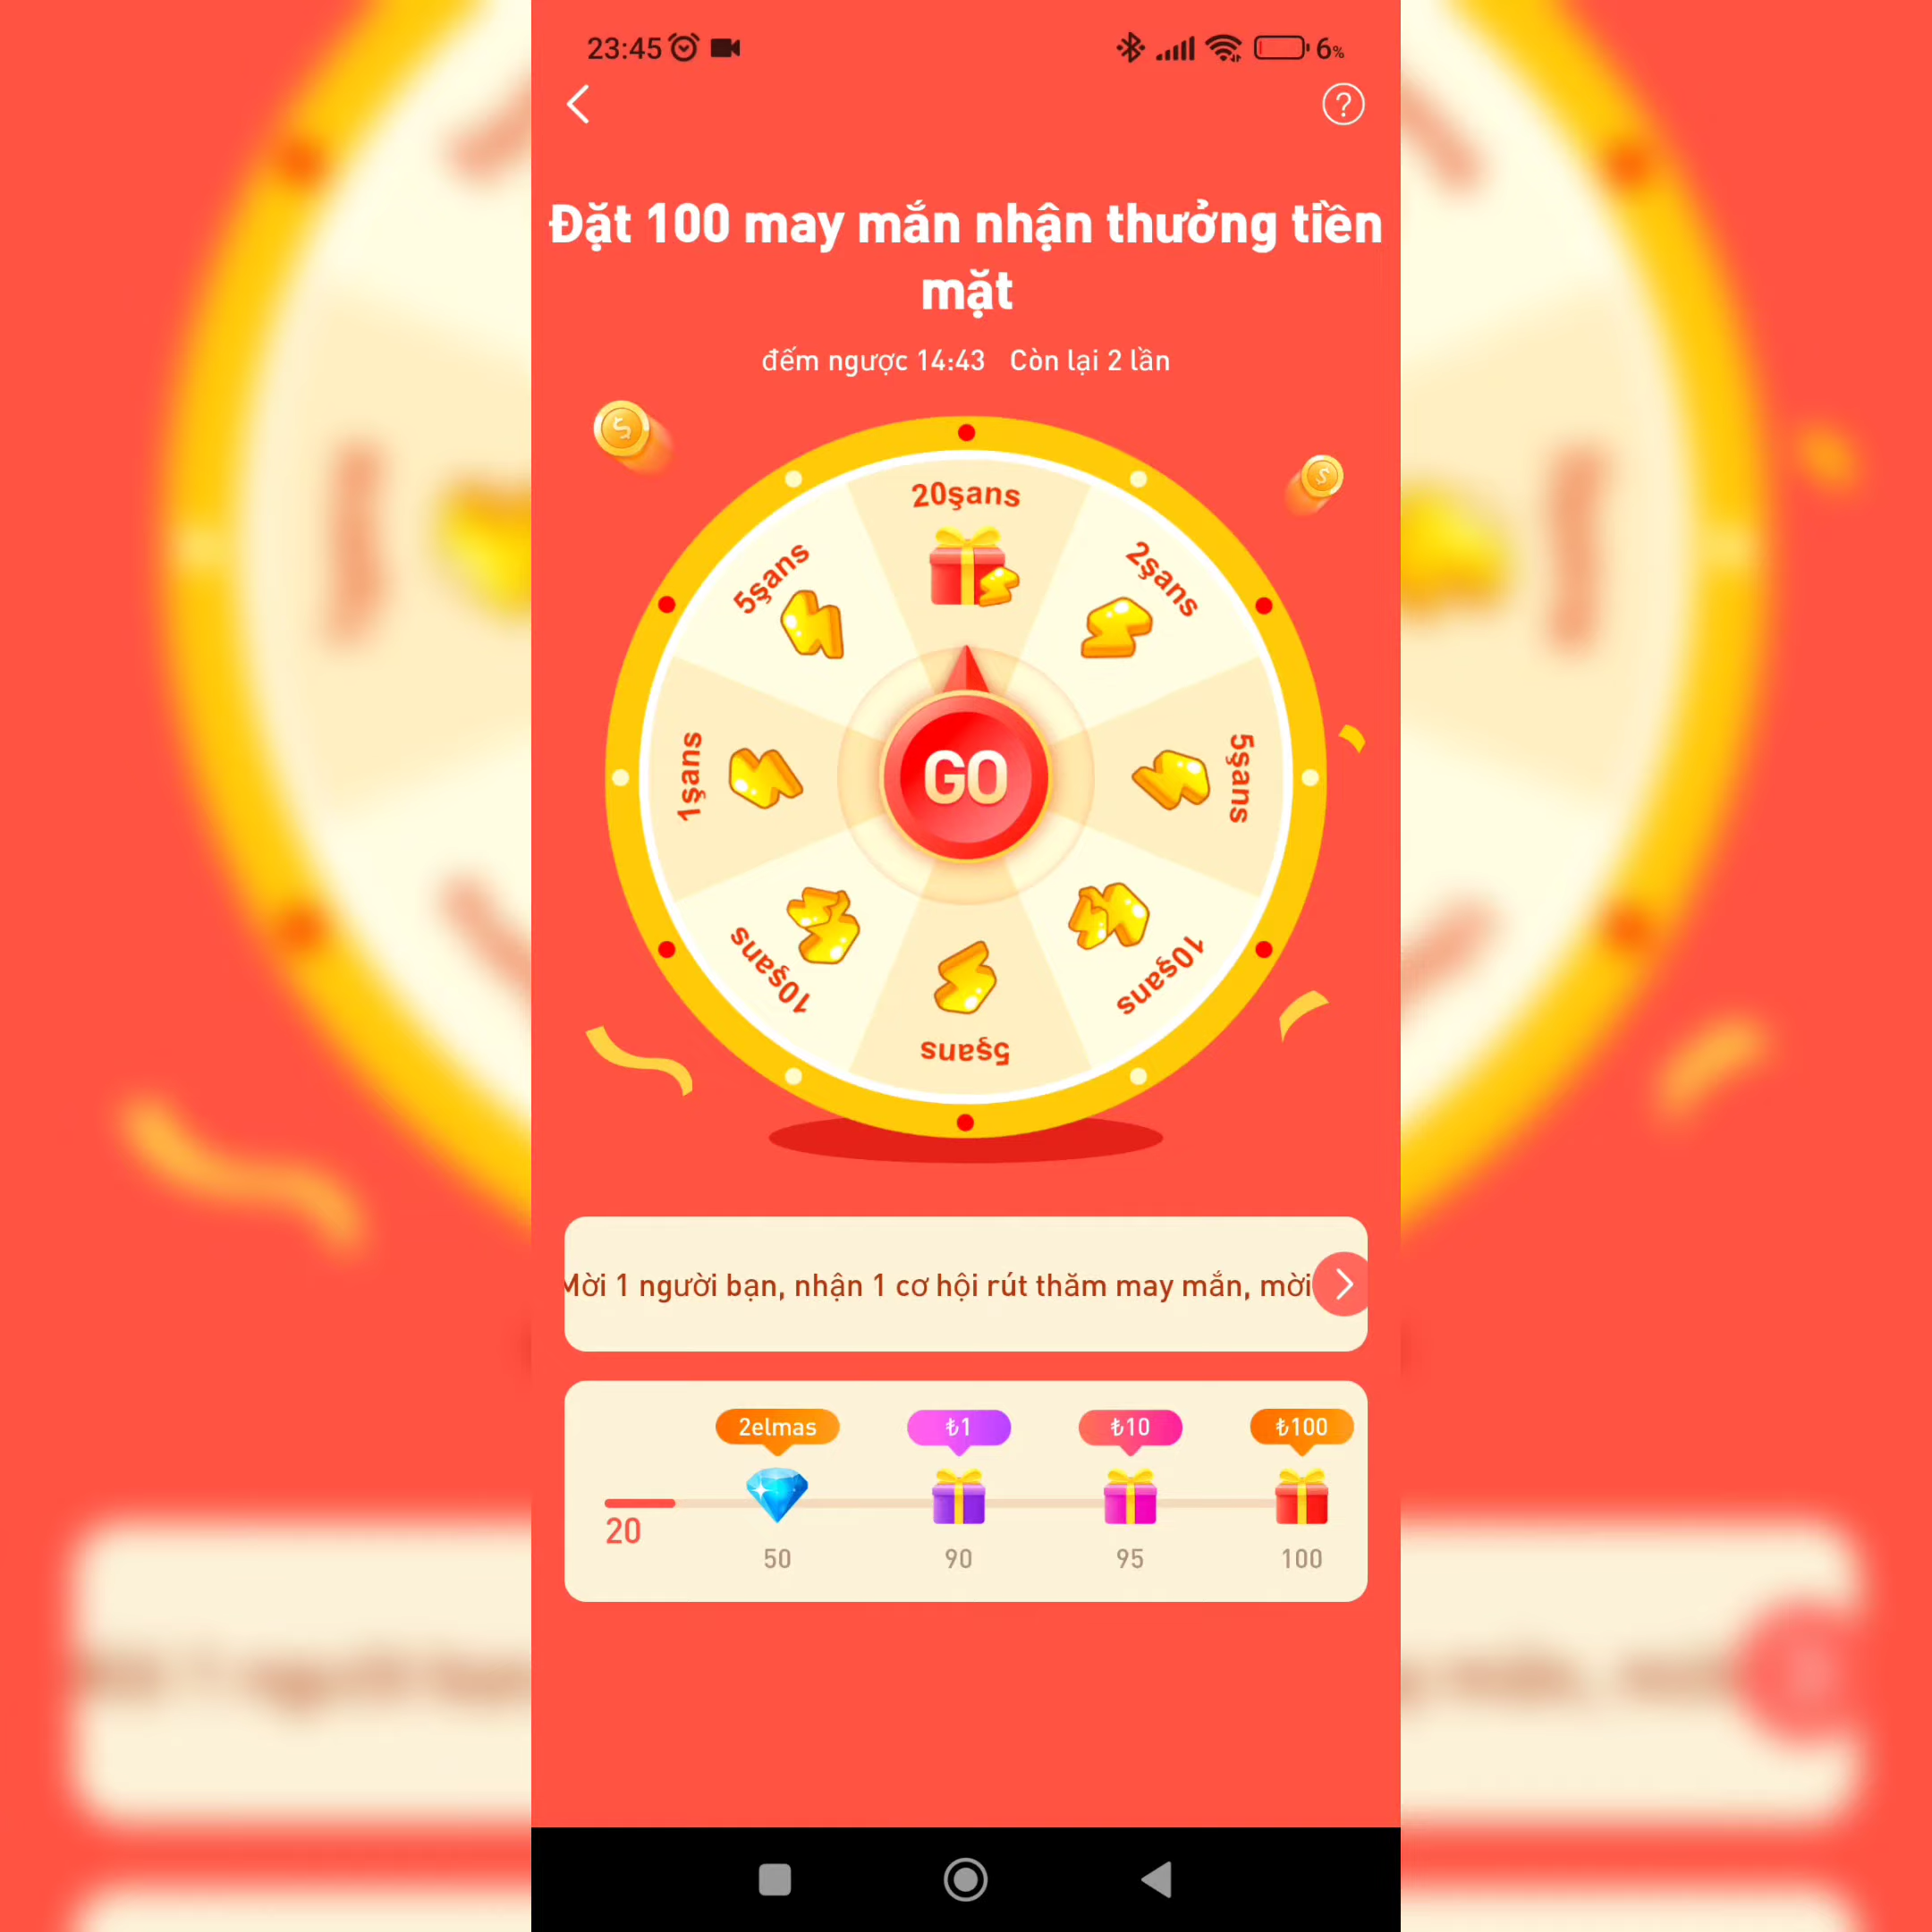 23:45
6%
Đặt 100 may mắn nhận thưởng tiền
mặt
đếm ngược 14:43 Còn lại 2 lần
20şans
2şans
5şans
10şans
5şans
10şans
1şans
5şans
GO
Mời 1 người bạn, nhận 1 cơ hội rút thăm may mắn, mời
2elmas
₺1
₺10
₺100
20
50
90
95
100